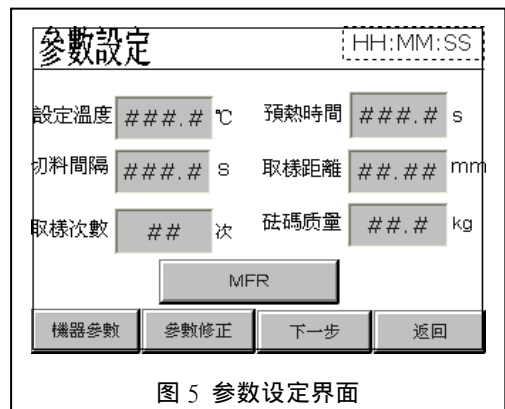 參數設定 HH:MM:SS
設定溫度 ###.# ℃ 預熱時間 ###.# s
切料間隔 ###.# S 取樣距離 ##.## mm
取樣次數 ## 次 砝碼质量 ##.# kg
MFR
機器參數 參數修正 下一步 返回
图 5 参数设定界面